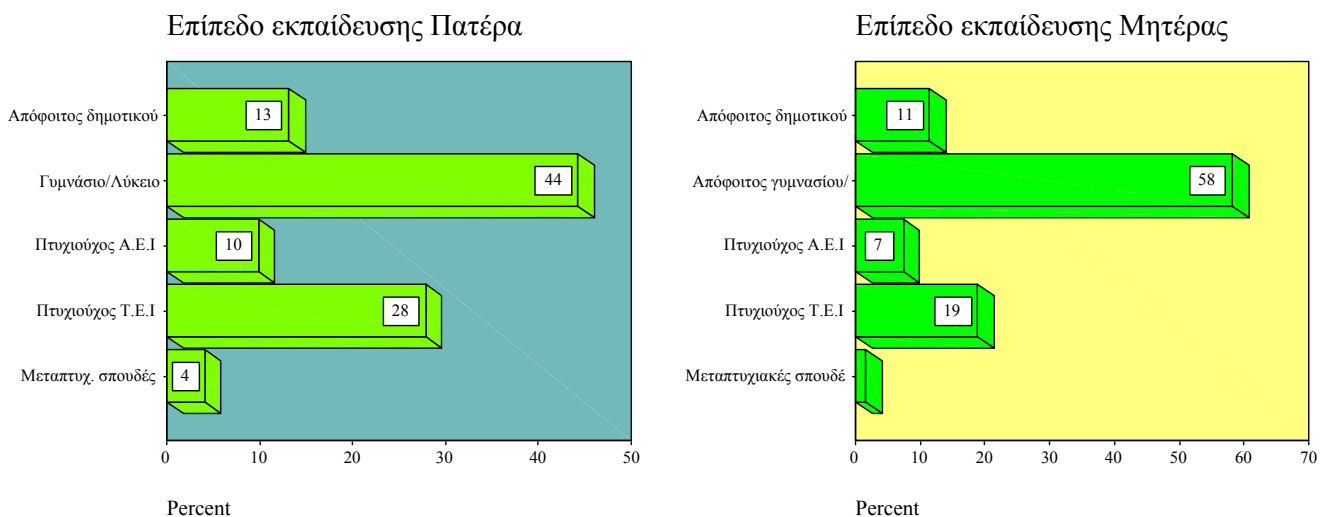 Επίπεδο εκπαίδευσης Πατέρα
Απόφοιτος δημοτικού
13
Γυμνάσιο/Λύκειο
44
Πτυχιούχος Α.Ε.Ι
10
Πτυχιούχος Τ.Ε.Ι
28
Μεταπτυχ. σπουδές
4
0 10 20 30 40 50
Percent
Επίπεδο εκπαίδευσης Μητέρας
Απόφοιτος δημοτικού
11
Απόφοιτος γυμνασίου/
58
Πτυχιούχος Α.Ε.Ι
7
Πτυχιούχος Τ.Ε.Ι
19
Μεταπτυχιακές σπουδέ
0 10 20 30 40 50 60 70
Percent